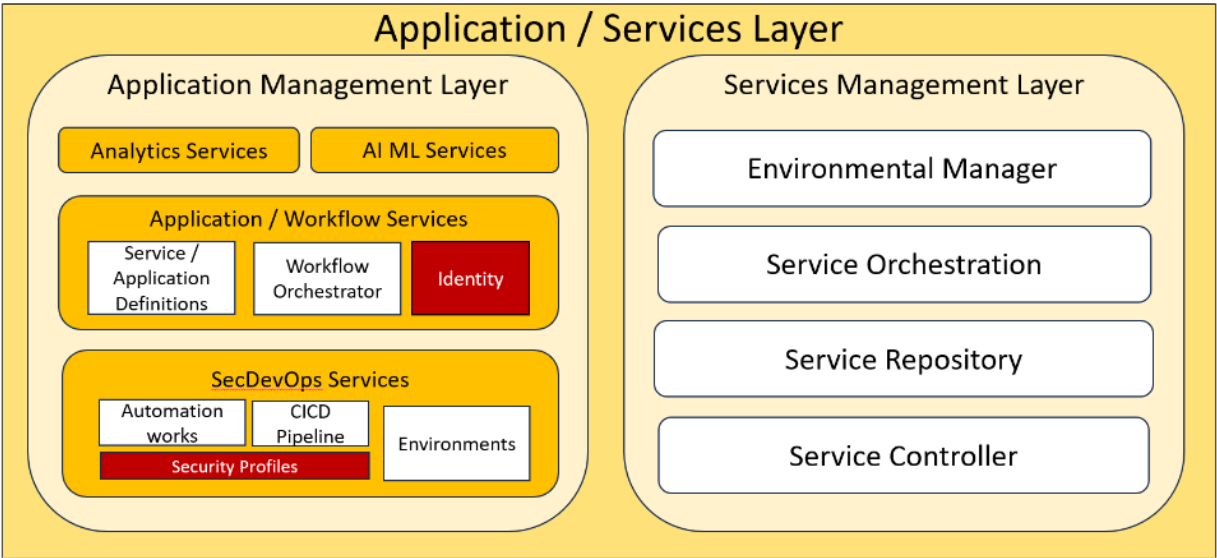 Application / Services Layer
Application Management Layer
Analytics Services
AI ML Services
Application / Workflow Services
Service /
Application
Definitions
Workflow
Orchestrator
Identity
SecDevOps Services
Automation
works
CICD
Pipeline
Security Profiles
Environments
Services Management Layer
Environmental Manager
Service Orchestration
Service Repository
Service Controller